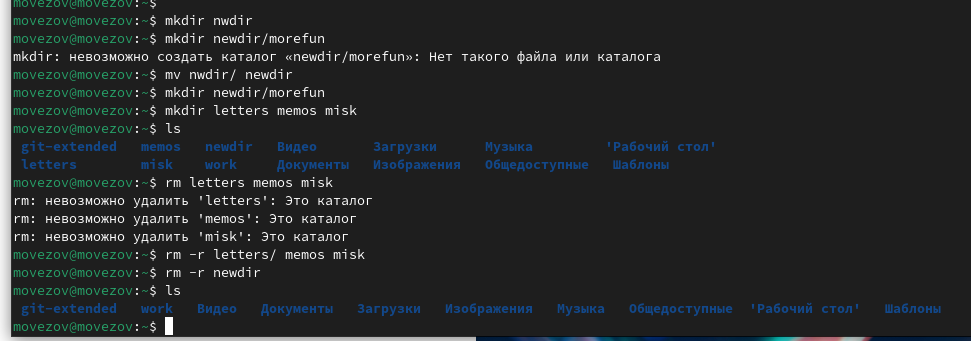 movezov@movezov:~$
movezov@movezov:~$ mkdir nwdir
movezov@movezov:~$ mkdir newdir/morefun
mkdir: невозможно создать каталог «newdir/morefun»: Нет такого файла или каталога
movezov@movezov:~$ mv nwdir/ newdir
movezov@movezov:~$ mkdir newdir/morefun
movezov@movezov:~$ mkdir letters memos misk
movezov@movezov:~$ ls
git-extended memos newdir Видео Загрузки Музыка 'Рабочий стол'
letters misk work Документы Изображения Общедоступные Шаблоны
movezov@movezov:~$ rm letters memos misk
rm: невозможно удалить 'letters': Это каталог
rm: невозможно удалить 'memos': Это каталог
rm: невозможно удалить 'misk': Это каталог
movezov@movezov:~$ rm -r letters/ memos misk
movezov@movezov:~$ rm -r newdir
movezov@movezov:~$ ls
git-extended work Видео Документы Загрузки Изображения Музыка Общедоступные 'Рабочий стол' Шаблоны
movezov@movezov:~$